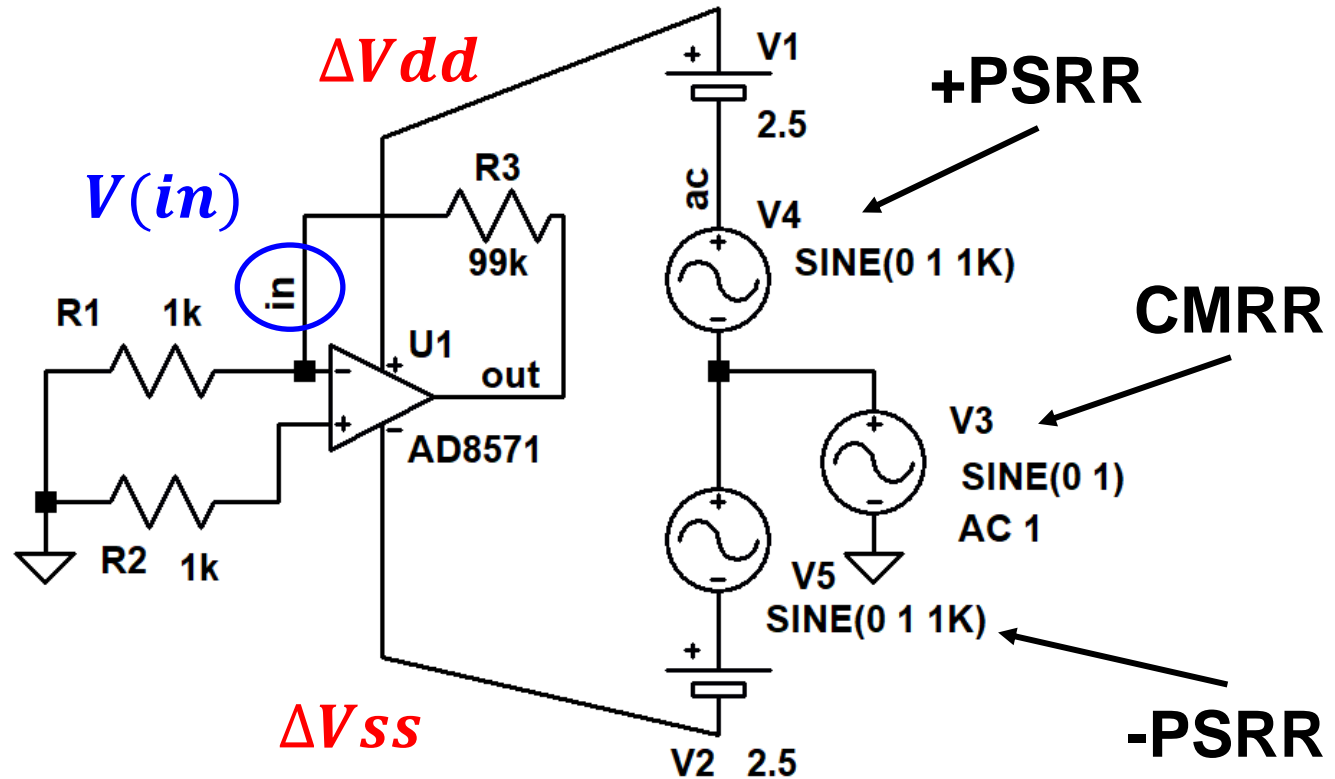 ΔVdd
V1
+
2.5
+PSRR
V(in)
R3
99k
ac
V4
+
SINE(0 1 1K)
−
in
R1 1k
U1
+
−
out
+
−
AD8571
R2 1k
CMRR
V3
+
SINE(0 1)
−
AC 1
+
−
V5
SINE(0 1 1K)
+
ΔVss
V2 2.5
-PSRR